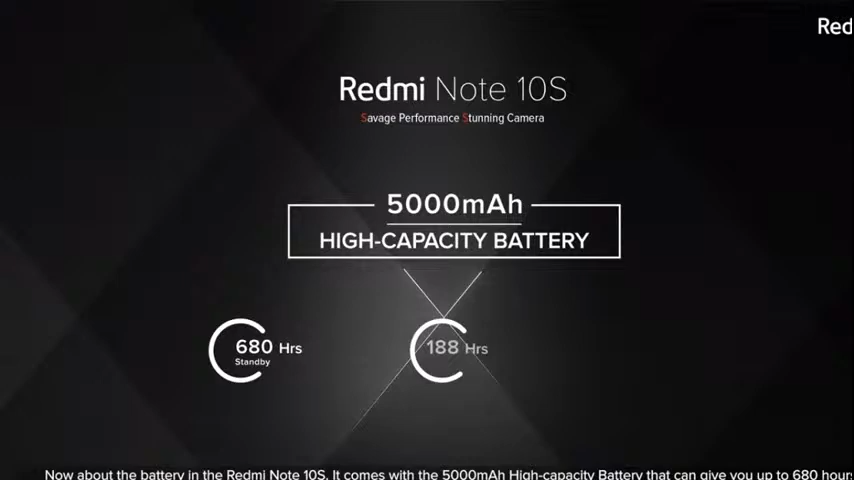 Red
Redmi Note 10S
Savage Performance Stunning Camera
5000mAh
HIGH-CAPACITY BATTERY
680 Hrs
Standby
188 Hrs
Now about the battery in the Redmi Note 10S. It comes with the 5000mAh High-capacity Battery that can give you up to 680 hours